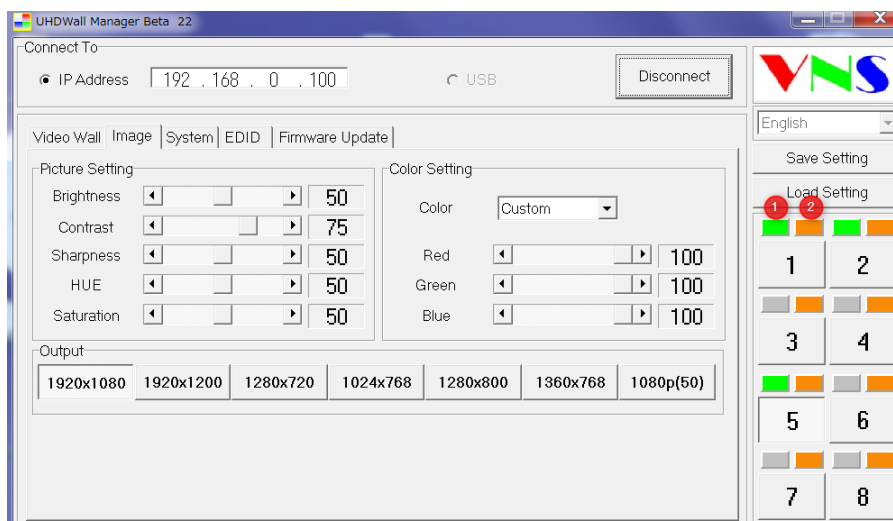 UHDWall Manager Beta 22
Connect To
IP Address 192 . 168 . 0 . 100 USB Disconnect
VNS
English
Save Setting
Load Setting
Video Wall Image System EDID Firmware Update
Picture Setting
Brightness 50
Contrast 75
Sharpness 50
HUE 50
Saturation 50
Color Setting
Color Custom
Red 100
Green 100
Blue 100
Output
1920x1080 1920x1200 1280x720 1024x768 1280x800 1360x768 1080p(50)
1 2
1 2
3 4
5 6
7 8